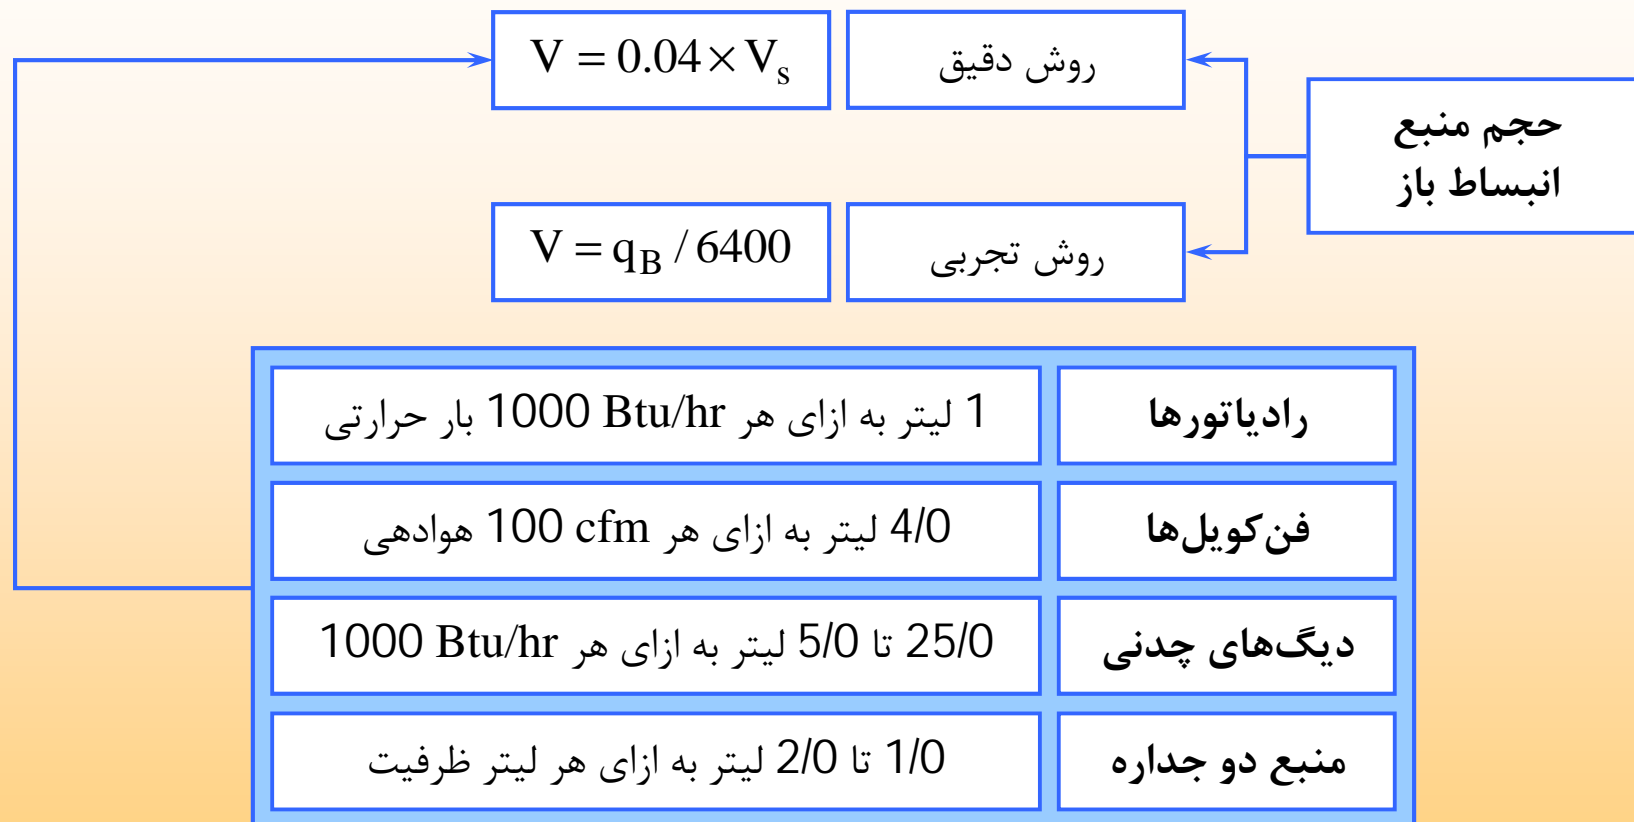 حجم منبع
انبساط باز
روش دقیق
V = 0.04 × Vₛ
روش تجربی
V = q_B / 6400
رادیاتورها
1 لیتر به ازای هر 1000 Btu/hr بار حرارتی
فن‌کویل‌ها
4/0 لیتر به ازای هر 100 cfm هوادهی
دیگ‌های چدنی
25/0 تا 5/0 لیتر به ازای هر 1000 Btu/hr
منبع دو جداره
1/0 تا 2/0 لیتر به ازای هر لیتر ظرفیت